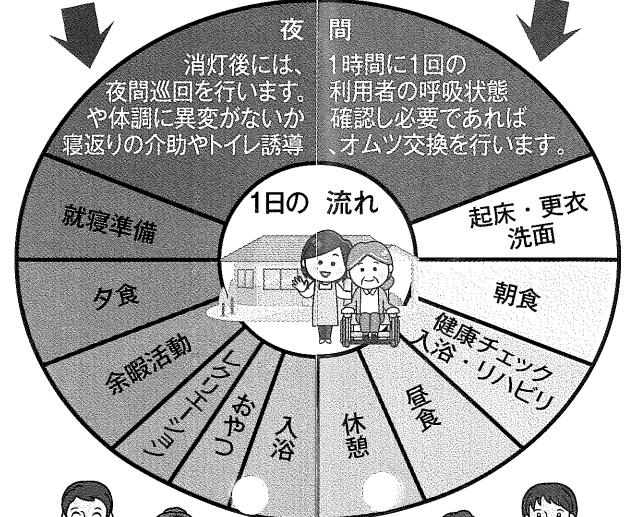 夜 間
消灯後には、1時間に1回の
夜間巡回を行います。利用者の呼吸状態
や体調に異変がないか確認し必要であれば
寝返りの介助やトイレ誘導、オムツ交換を行います。
1日の 流れ
起床・更衣
洗面
朝食
健康チェック
入浴・リハビリ
昼食
休憩
入浴
おやつ
レクリエーション
余暇活動
夕食
就寝準備